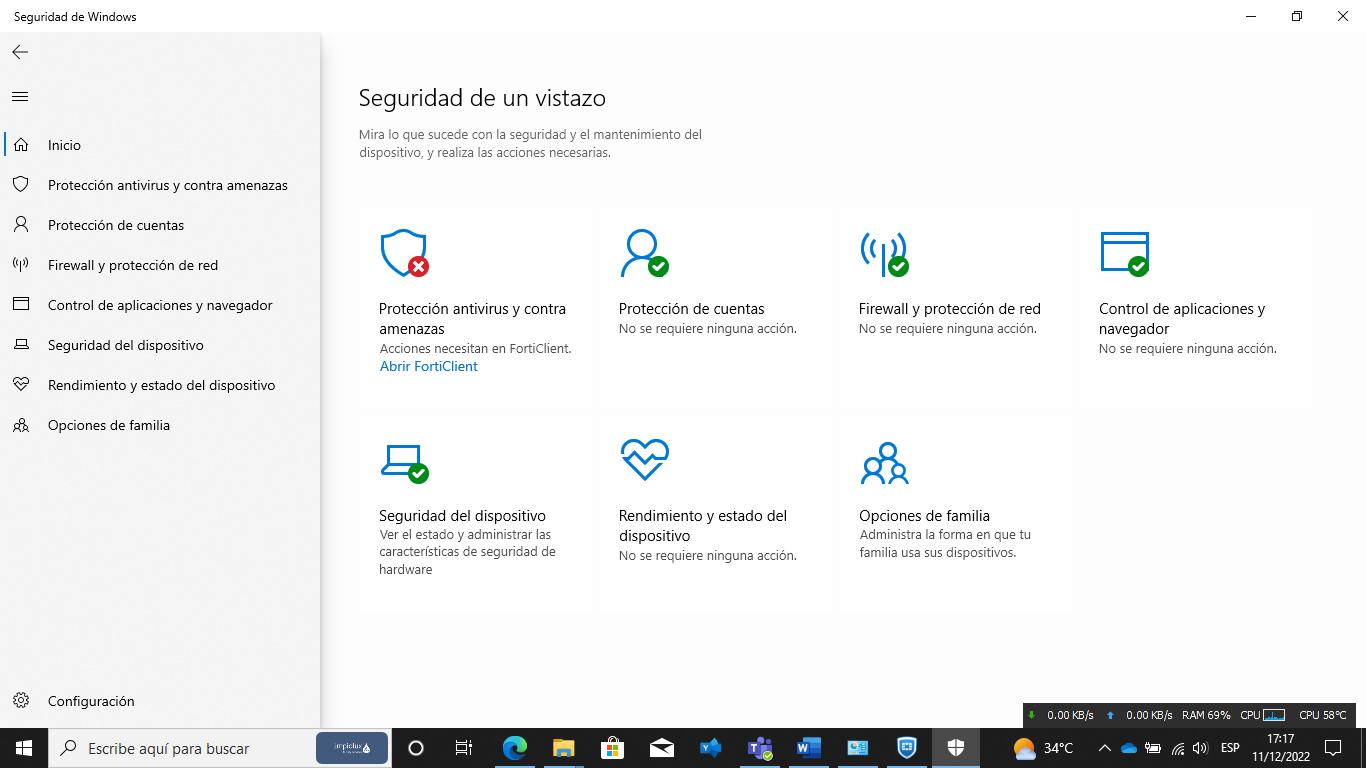 Seguridad de Windows
Inicio
Protección antivirus y contra amenazas
Protección de cuentas
Firewall y protección de red
Control de aplicaciones y navegador
Seguridad del dispositivo
Rendimiento y estado del dispositivo
Opciones de familia
Configuración
Seguridad de un vistazo
Mira lo que sucede con la seguridad y el mantenimiento del
dispositivo, y realiza las acciones necesarias.
Protección antivirus y contra
amenazas
Acciones necesitan en FortiClient.
Abrir FortiClient
Protección de cuentas
No se requiere ninguna acción.
Firewall y protección de red
No se requiere ninguna acción.
Control de aplicaciones y
navegador
No se requiere ninguna acción.
Seguridad del dispositivo
Ver el estado y administrar las
características de seguridad de
hardware
Rendimiento y estado del
dispositivo
No se requiere ninguna acción.
Opciones de familia
Administra la forma en que tu
familia usa sus dispositivos.
0.00 KB/s 0.00 KB/s RAM 69% CPU CPU 58°C
Escribe aquí para buscar
impiolux
34°C
ESP
17:17
11/12/2022